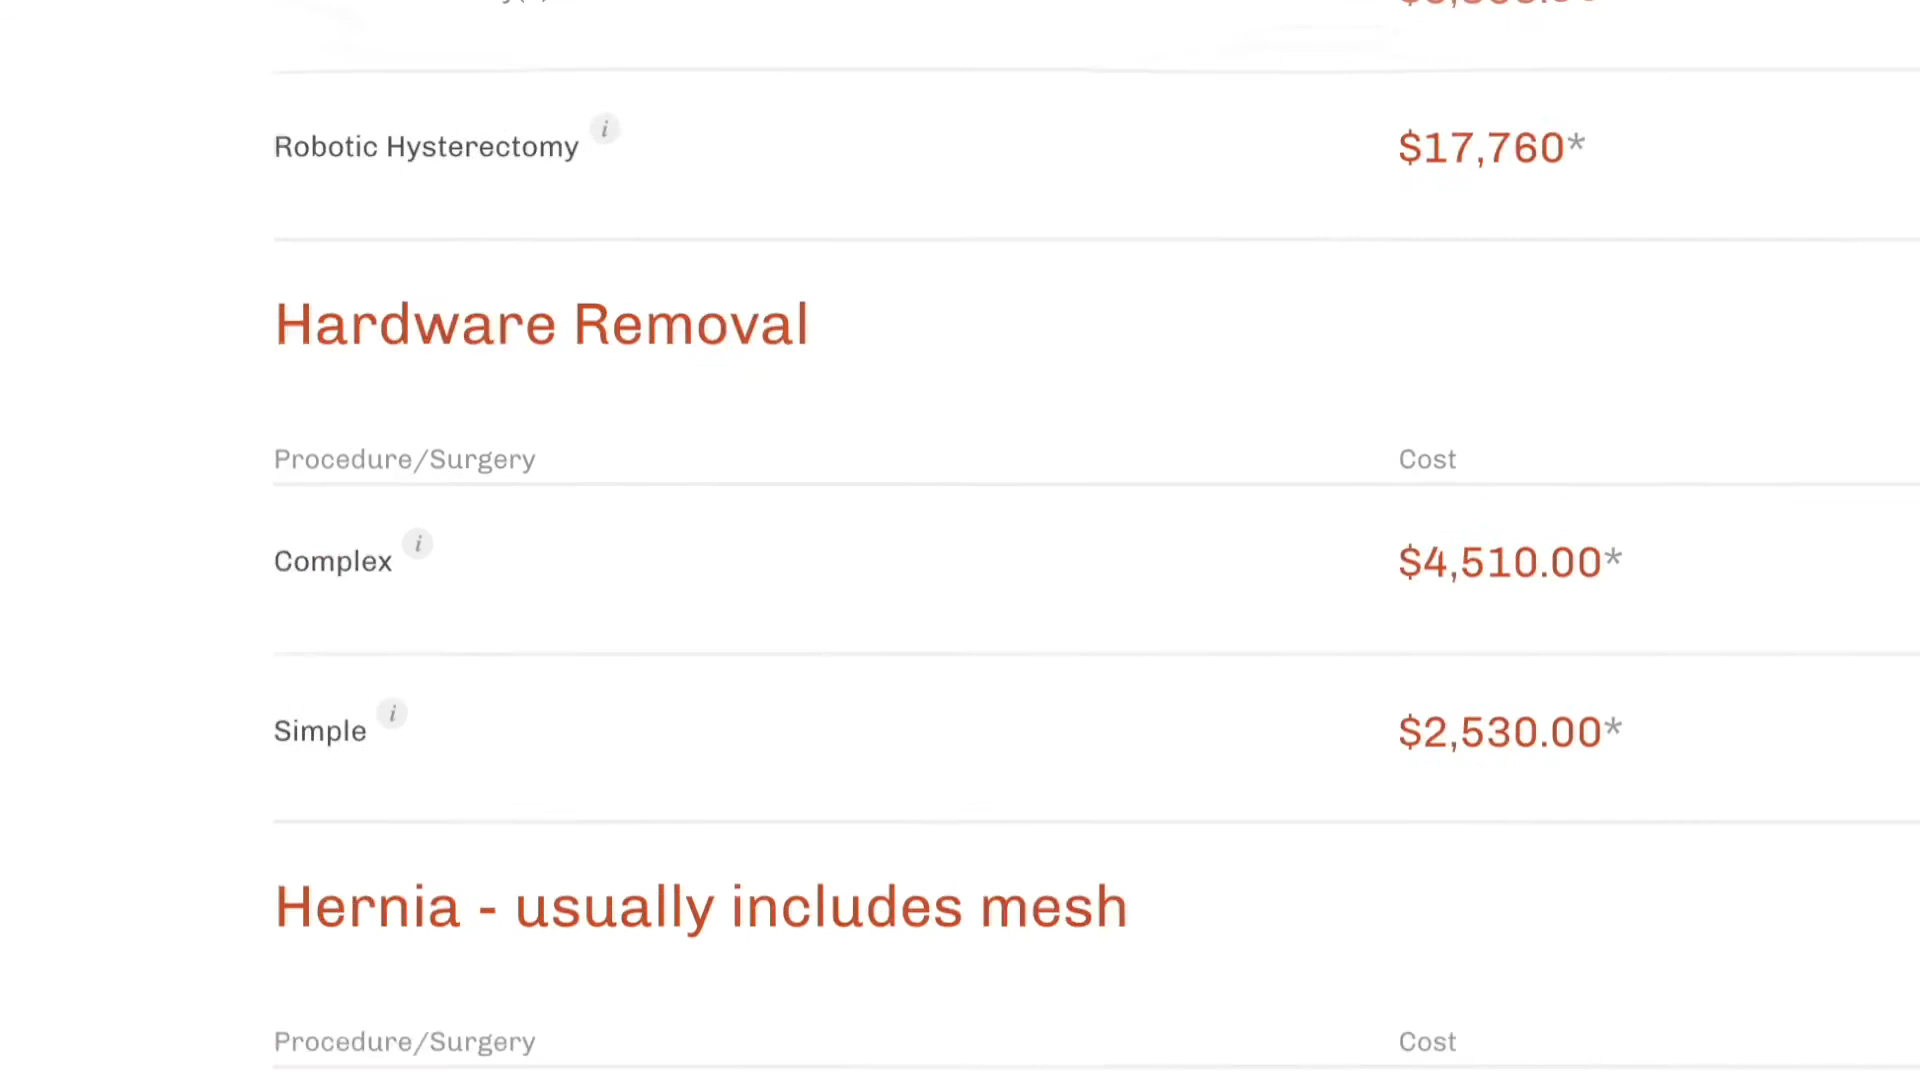 Robotic Hysterectomy i $17,760*
Hardware Removal
Procedure/Surgery Cost
Complex i $4,510.00*
Simple i $2,530.00*
Hernia - usually includes mesh
Procedure/Surgery Cost